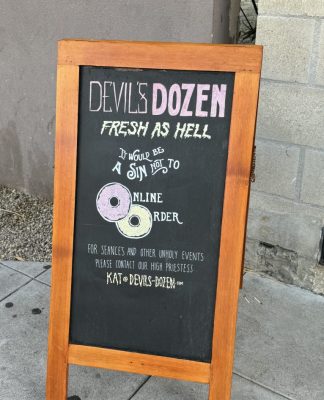 DEVIL'S DOZEN
FRESH AS HELL
IT WOULD BE
A SIN NOT TO
ONLINE
ORDER
FOR SEANCES AND OTHER UNHOLY EVENTS
PLEASE CONTACT OUR HIGH PRIESTESS
KAT@DEVILS-DOZEN.COM